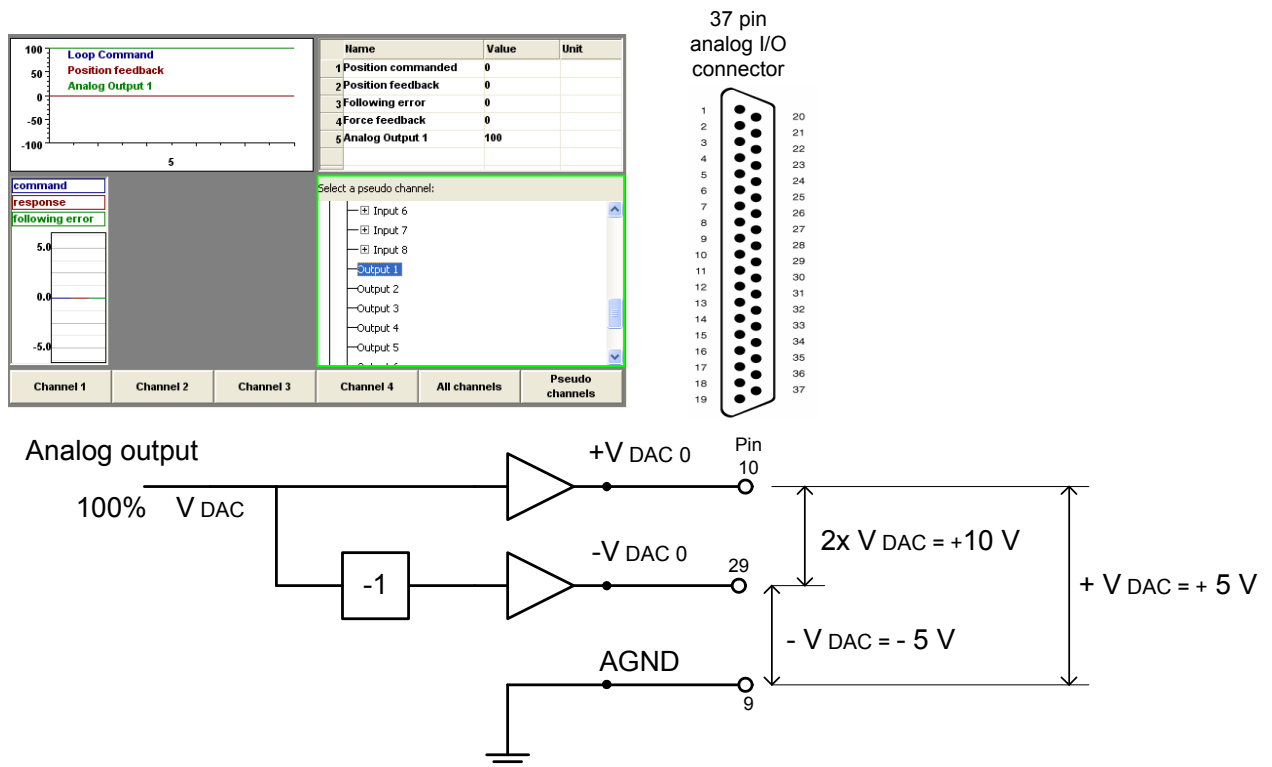 37 pin
analog I/O
connector
100
50
0
-50
-100
5
Loop Command
Position feedback
Analog Output 1
Name Value Unit
1 Position commanded 0
2 Position feedback 0
3 Following error 0
4 Force feedback 0
5 Analog Output 1 100
command
response
following error
5.0
0.0
-5.0
Select a pseudo channel:
Input 6
Input 7
Input 8
Output 1
Output 2
Output 3
Output 4
Output 5
Channel 1 Channel 2 Channel 3 Channel 4 All channels Pseudo channels
1
2
3
4
5
6
7
8
9
10
11
12
13
14
15
16
17
18
19
20
21
22
23
24
25
26
27
28
29
30
31
32
33
34
35
36
37
Analog output
100% V DAC
+V DAC 0
Pin
10
-1
-V DAC 0
29
AGND
9
2x V DAC = +10 V
- V DAC = - 5 V
+ V DAC = + 5 V